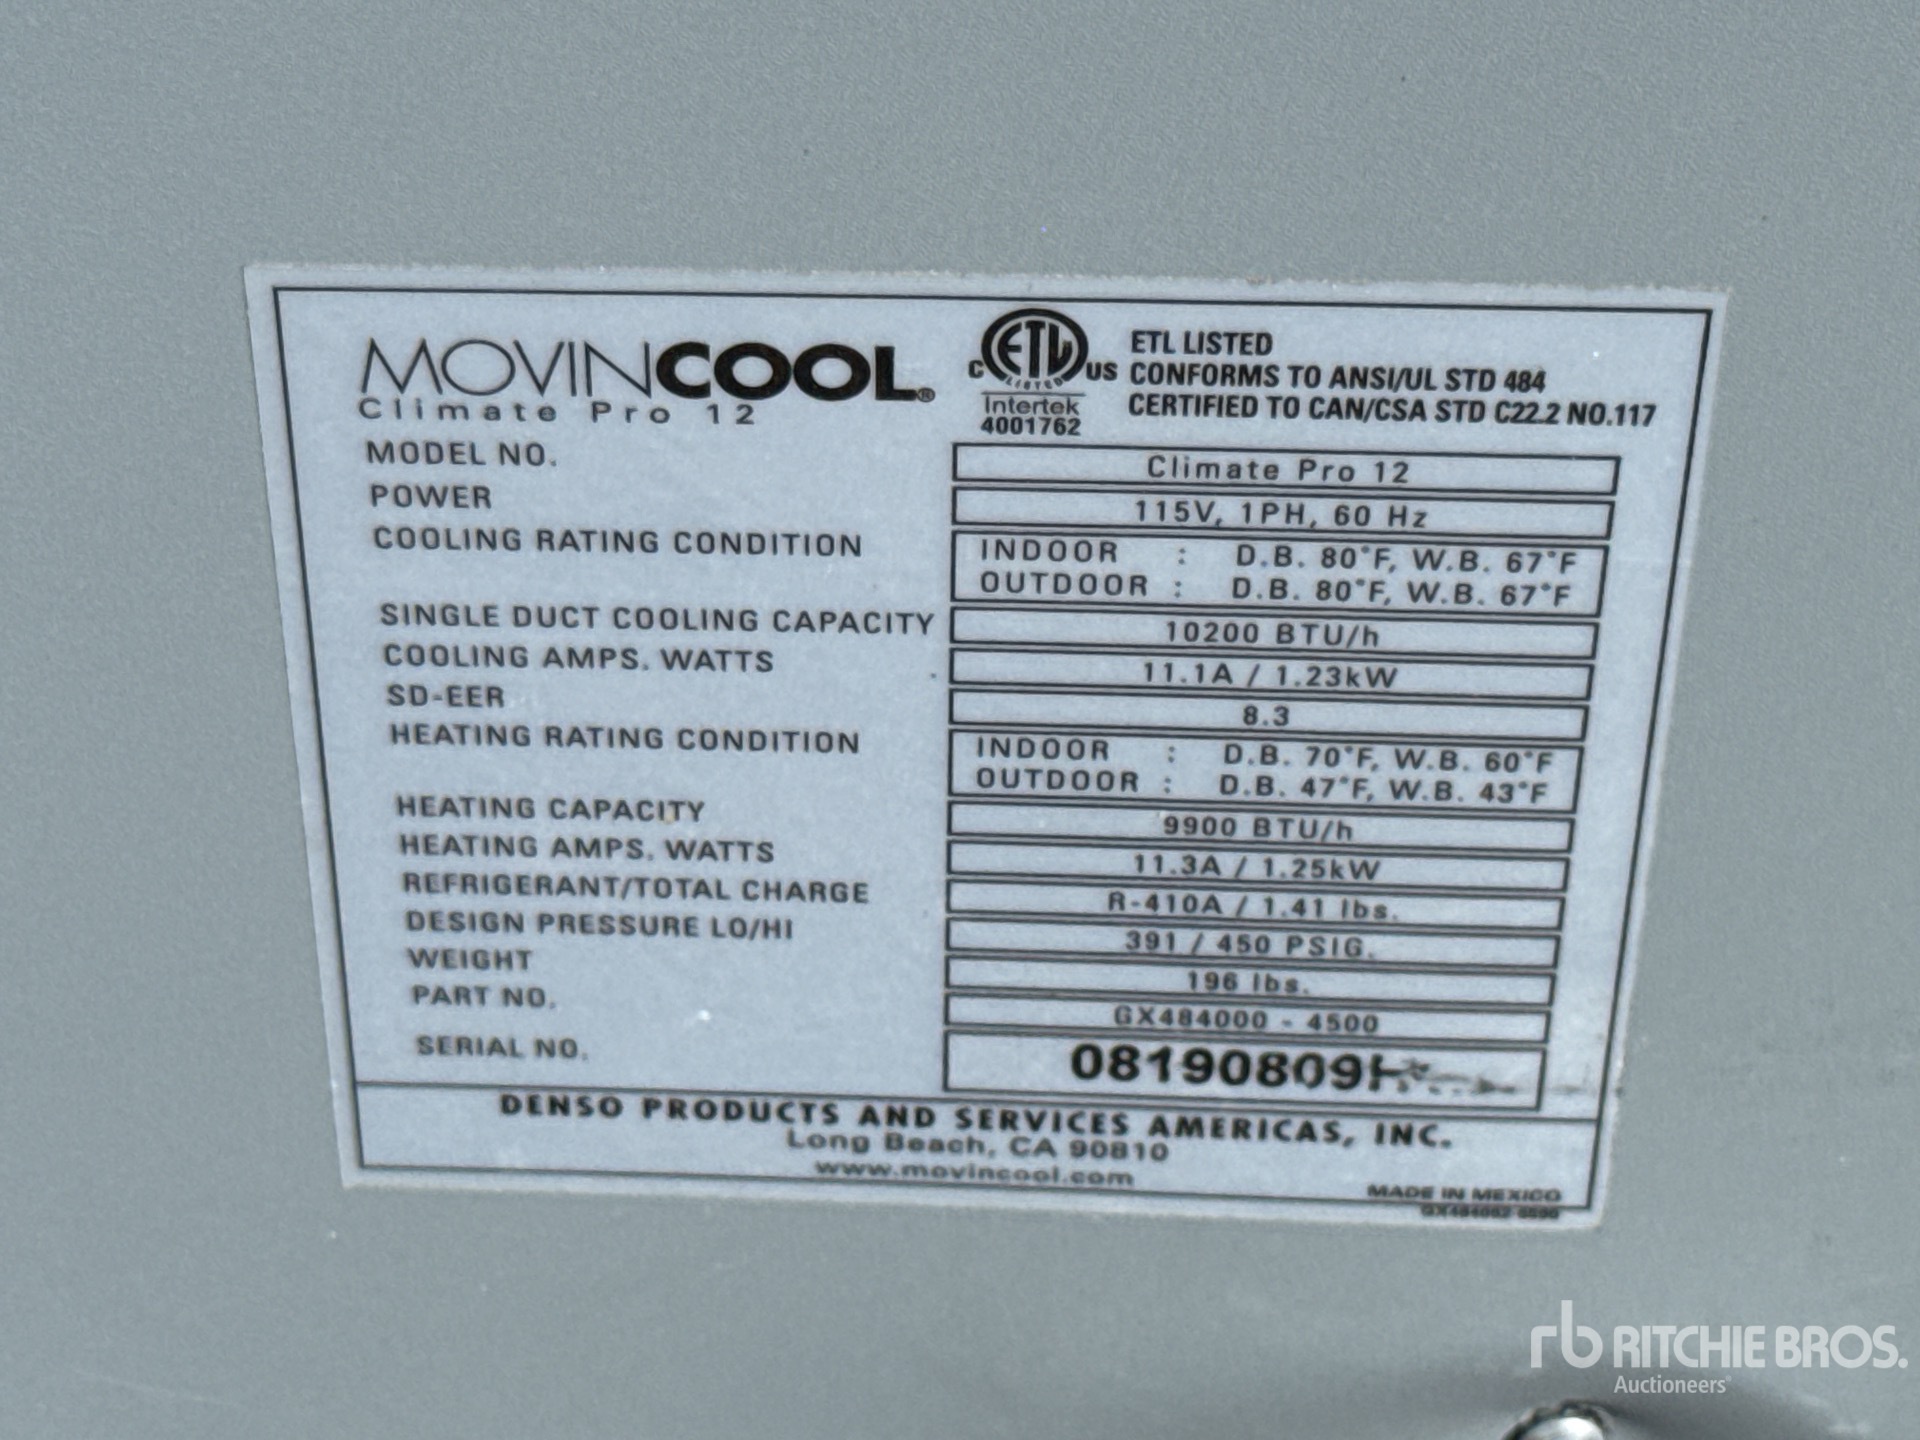 MOVINCOOL®
Climate Pro 12
C ETL LISTED US
Intertek
4001762
ETL LISTED
CONFORMS TO ANSI/UL STD 484
CERTIFIED TO CAN/CSA STD C22.2 NO.117
MODEL NO. Climate Pro 12
POWER 115V, 1PH, 60 Hz
COOLING RATING CONDITION INDOOR : D.B. 80°F, W.B. 67°F
OUTDOOR : D.B. 80°F, W.B. 67°F
SINGLE DUCT COOLING CAPACITY 10200 BTU/h
COOLING AMPS. WATTS 11.1A / 1.23kW
SD-EER 8.3
HEATING RATING CONDITION INDOOR : D.B. 70°F, W.B. 60°F
OUTDOOR : D.B. 47°F, W.B. 43°F
HEATING CAPACITY 9900 BTU/h
HEATING AMPS. WATTS 11.3A / 1.25kW
REFRIGERANT/TOTAL CHARGE R-410A / 1.41 lbs.
DESIGN PRESSURE LO/HI 391 / 450 PSIG.
WEIGHT 196 lbs.
PART NO. GX484000 - 4500
SERIAL NO. 08190809
DENSO PRODUCTS AND SERVICES AMERICAS, INC.
Long Beach, CA 90810
www.movincool.com
MADE IN MEXICO
rb RITCHIE BROS.
Auctioneers